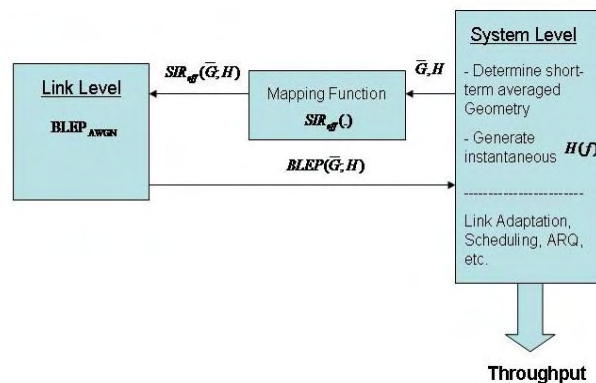 Link Level
BLEP_AWGN
SIR_eff(G̅,H)
Mapping Function
SIR_eff(.)
G̅,H
BLEP(G̅,H)
System Level
- Determine short-
term averaged
Geometry
- Generate
instantaneous H(f)
------------------------
Link Adaptation,
Scheduling, ARQ,
etc.
Throughput